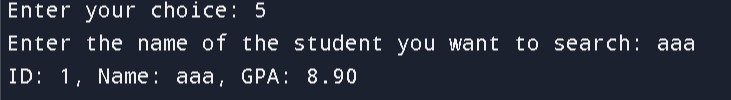 Enter your choice: 5
Enter the name of the student you want to search: aaa
ID: 1, Name: aaa, GPA: 8.90